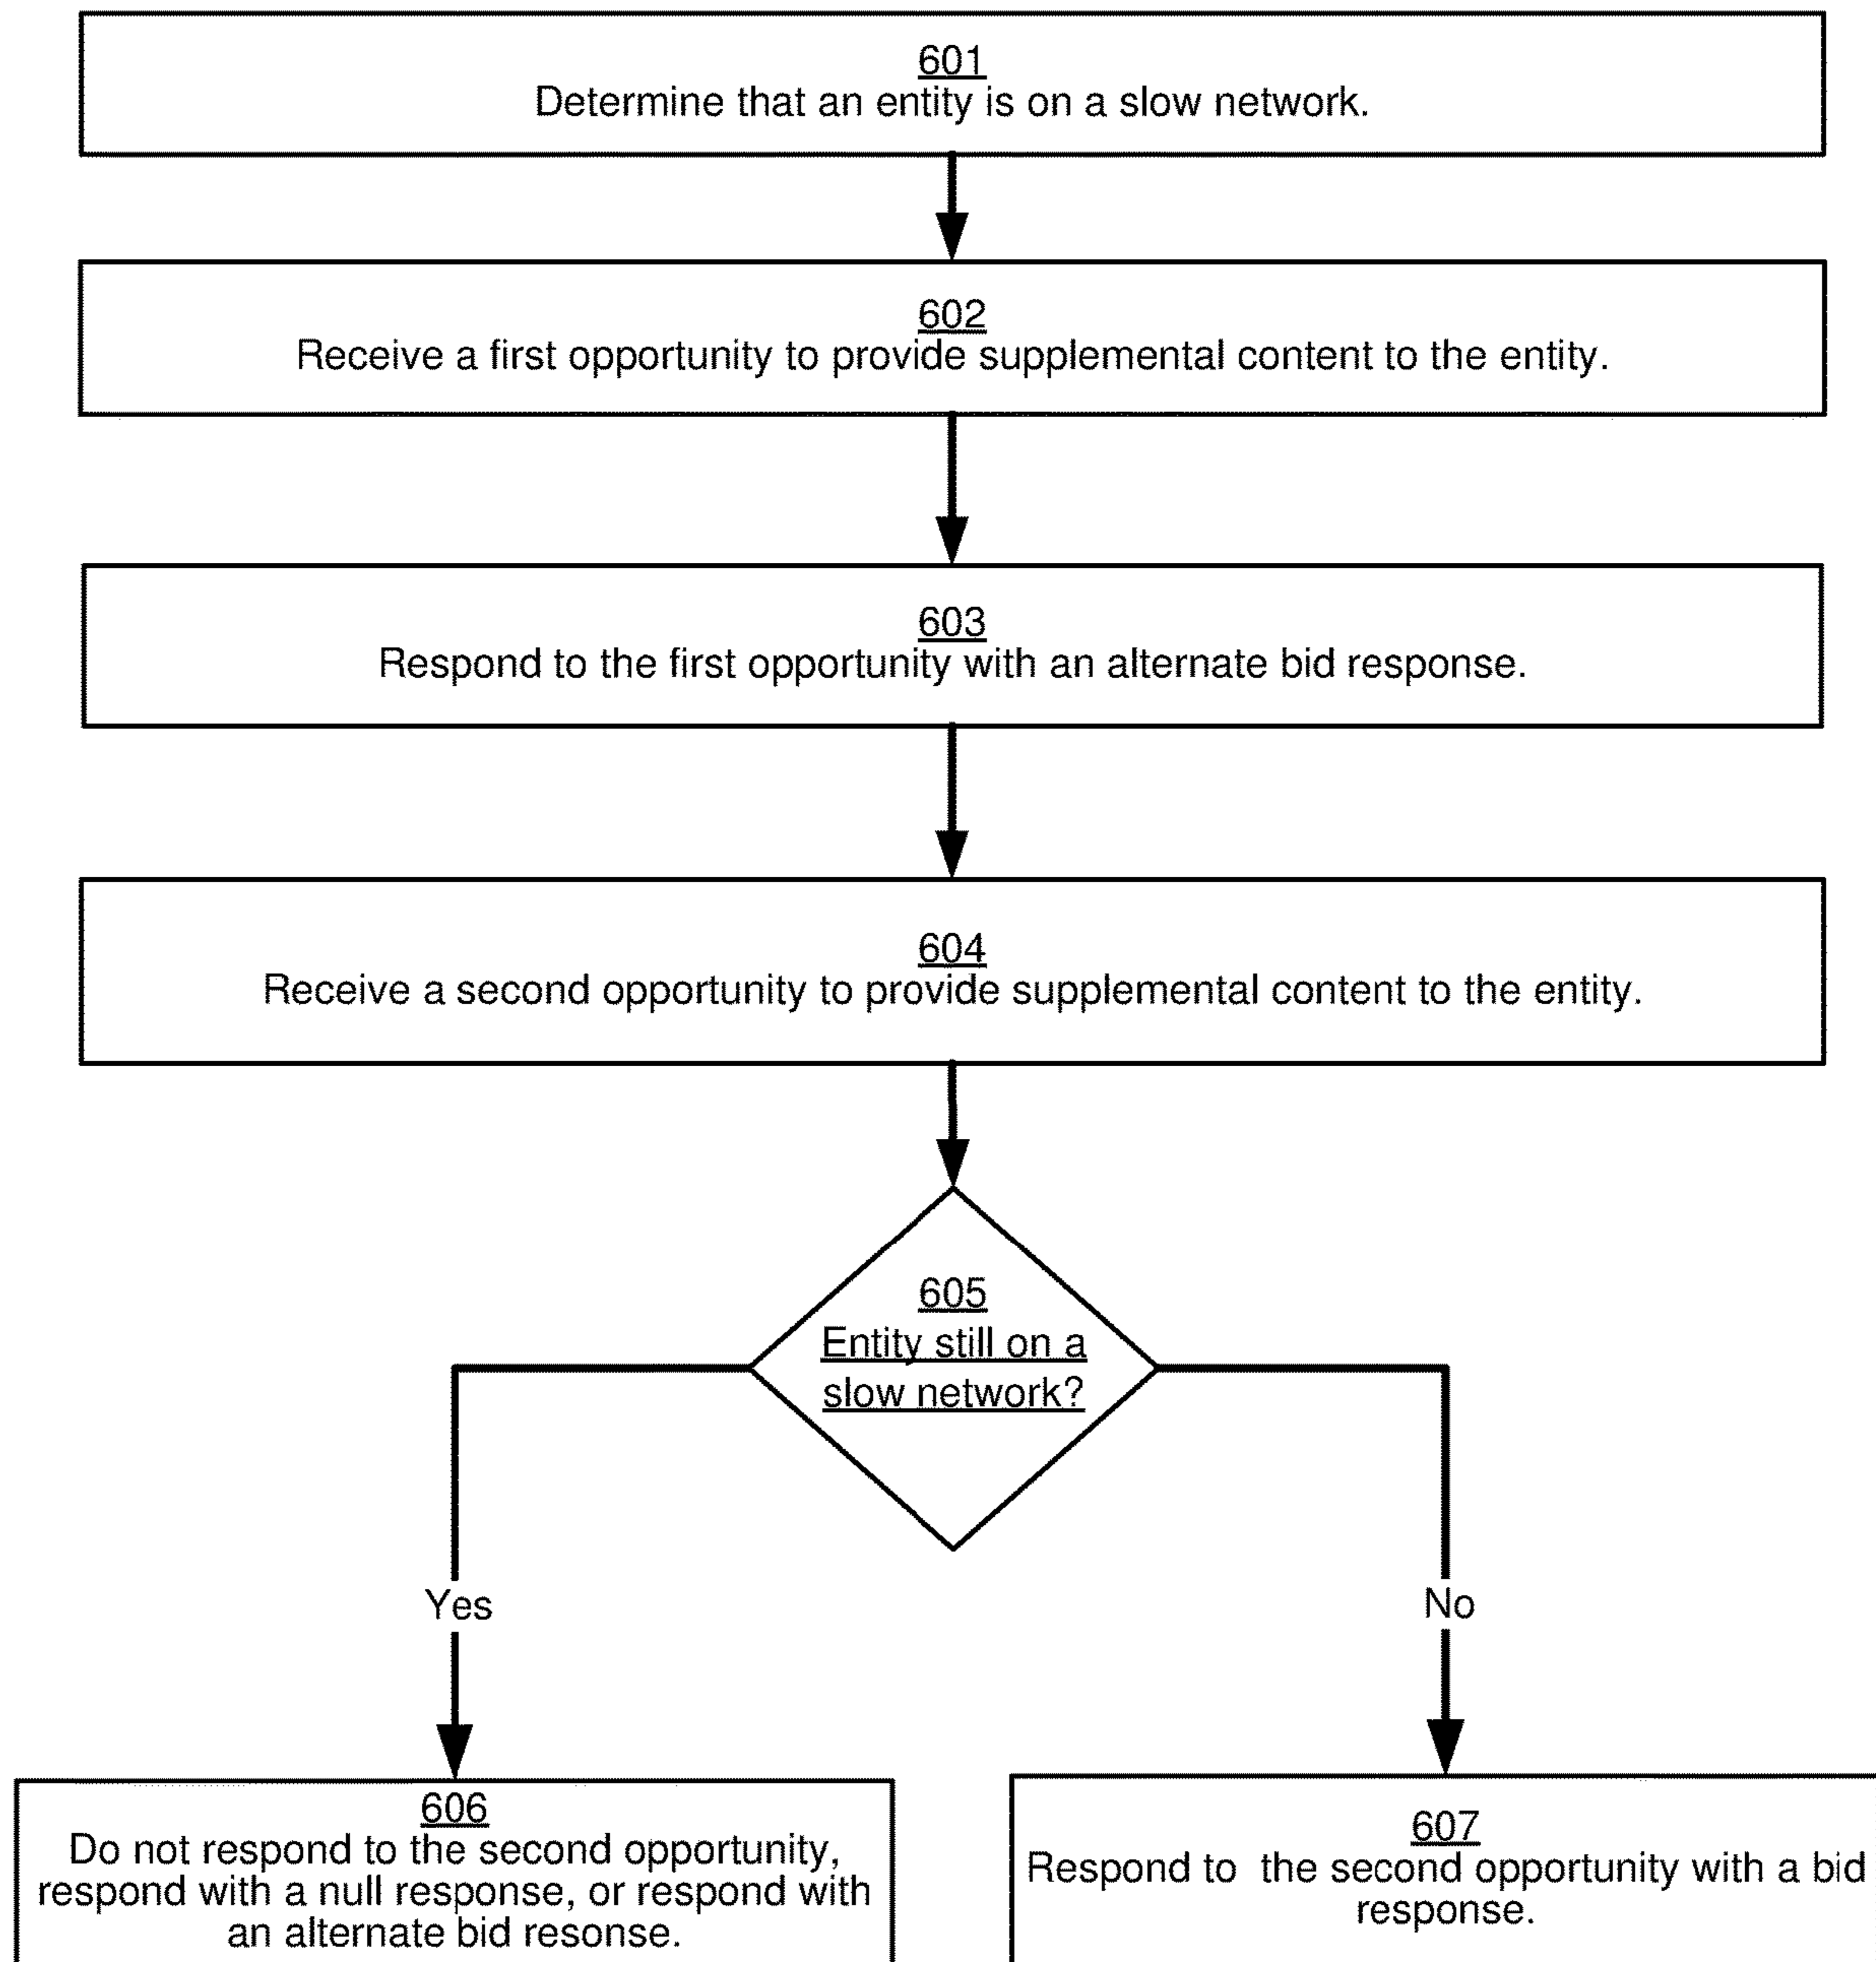 601
Determine that an entity is on a slow network.
602
Receive a first opportunity to provide supplemental content to the entity.
603
Respond to the first opportunity with an alternate bid response.
604
Receive a second opportunity to provide supplemental content to the entity.
605
Entity still on a
slow network?
Yes
No
606
Do not respond to the second opportunity,
respond with a null response, or respond with
an alternate bid resonse.
607
Respond to the second opportunity with a bid
response.